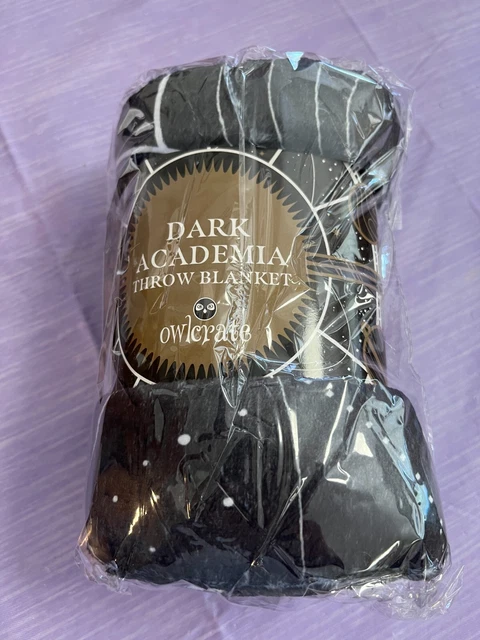 DARK
ACADEMIA
THROW BLANKET
owlcrate